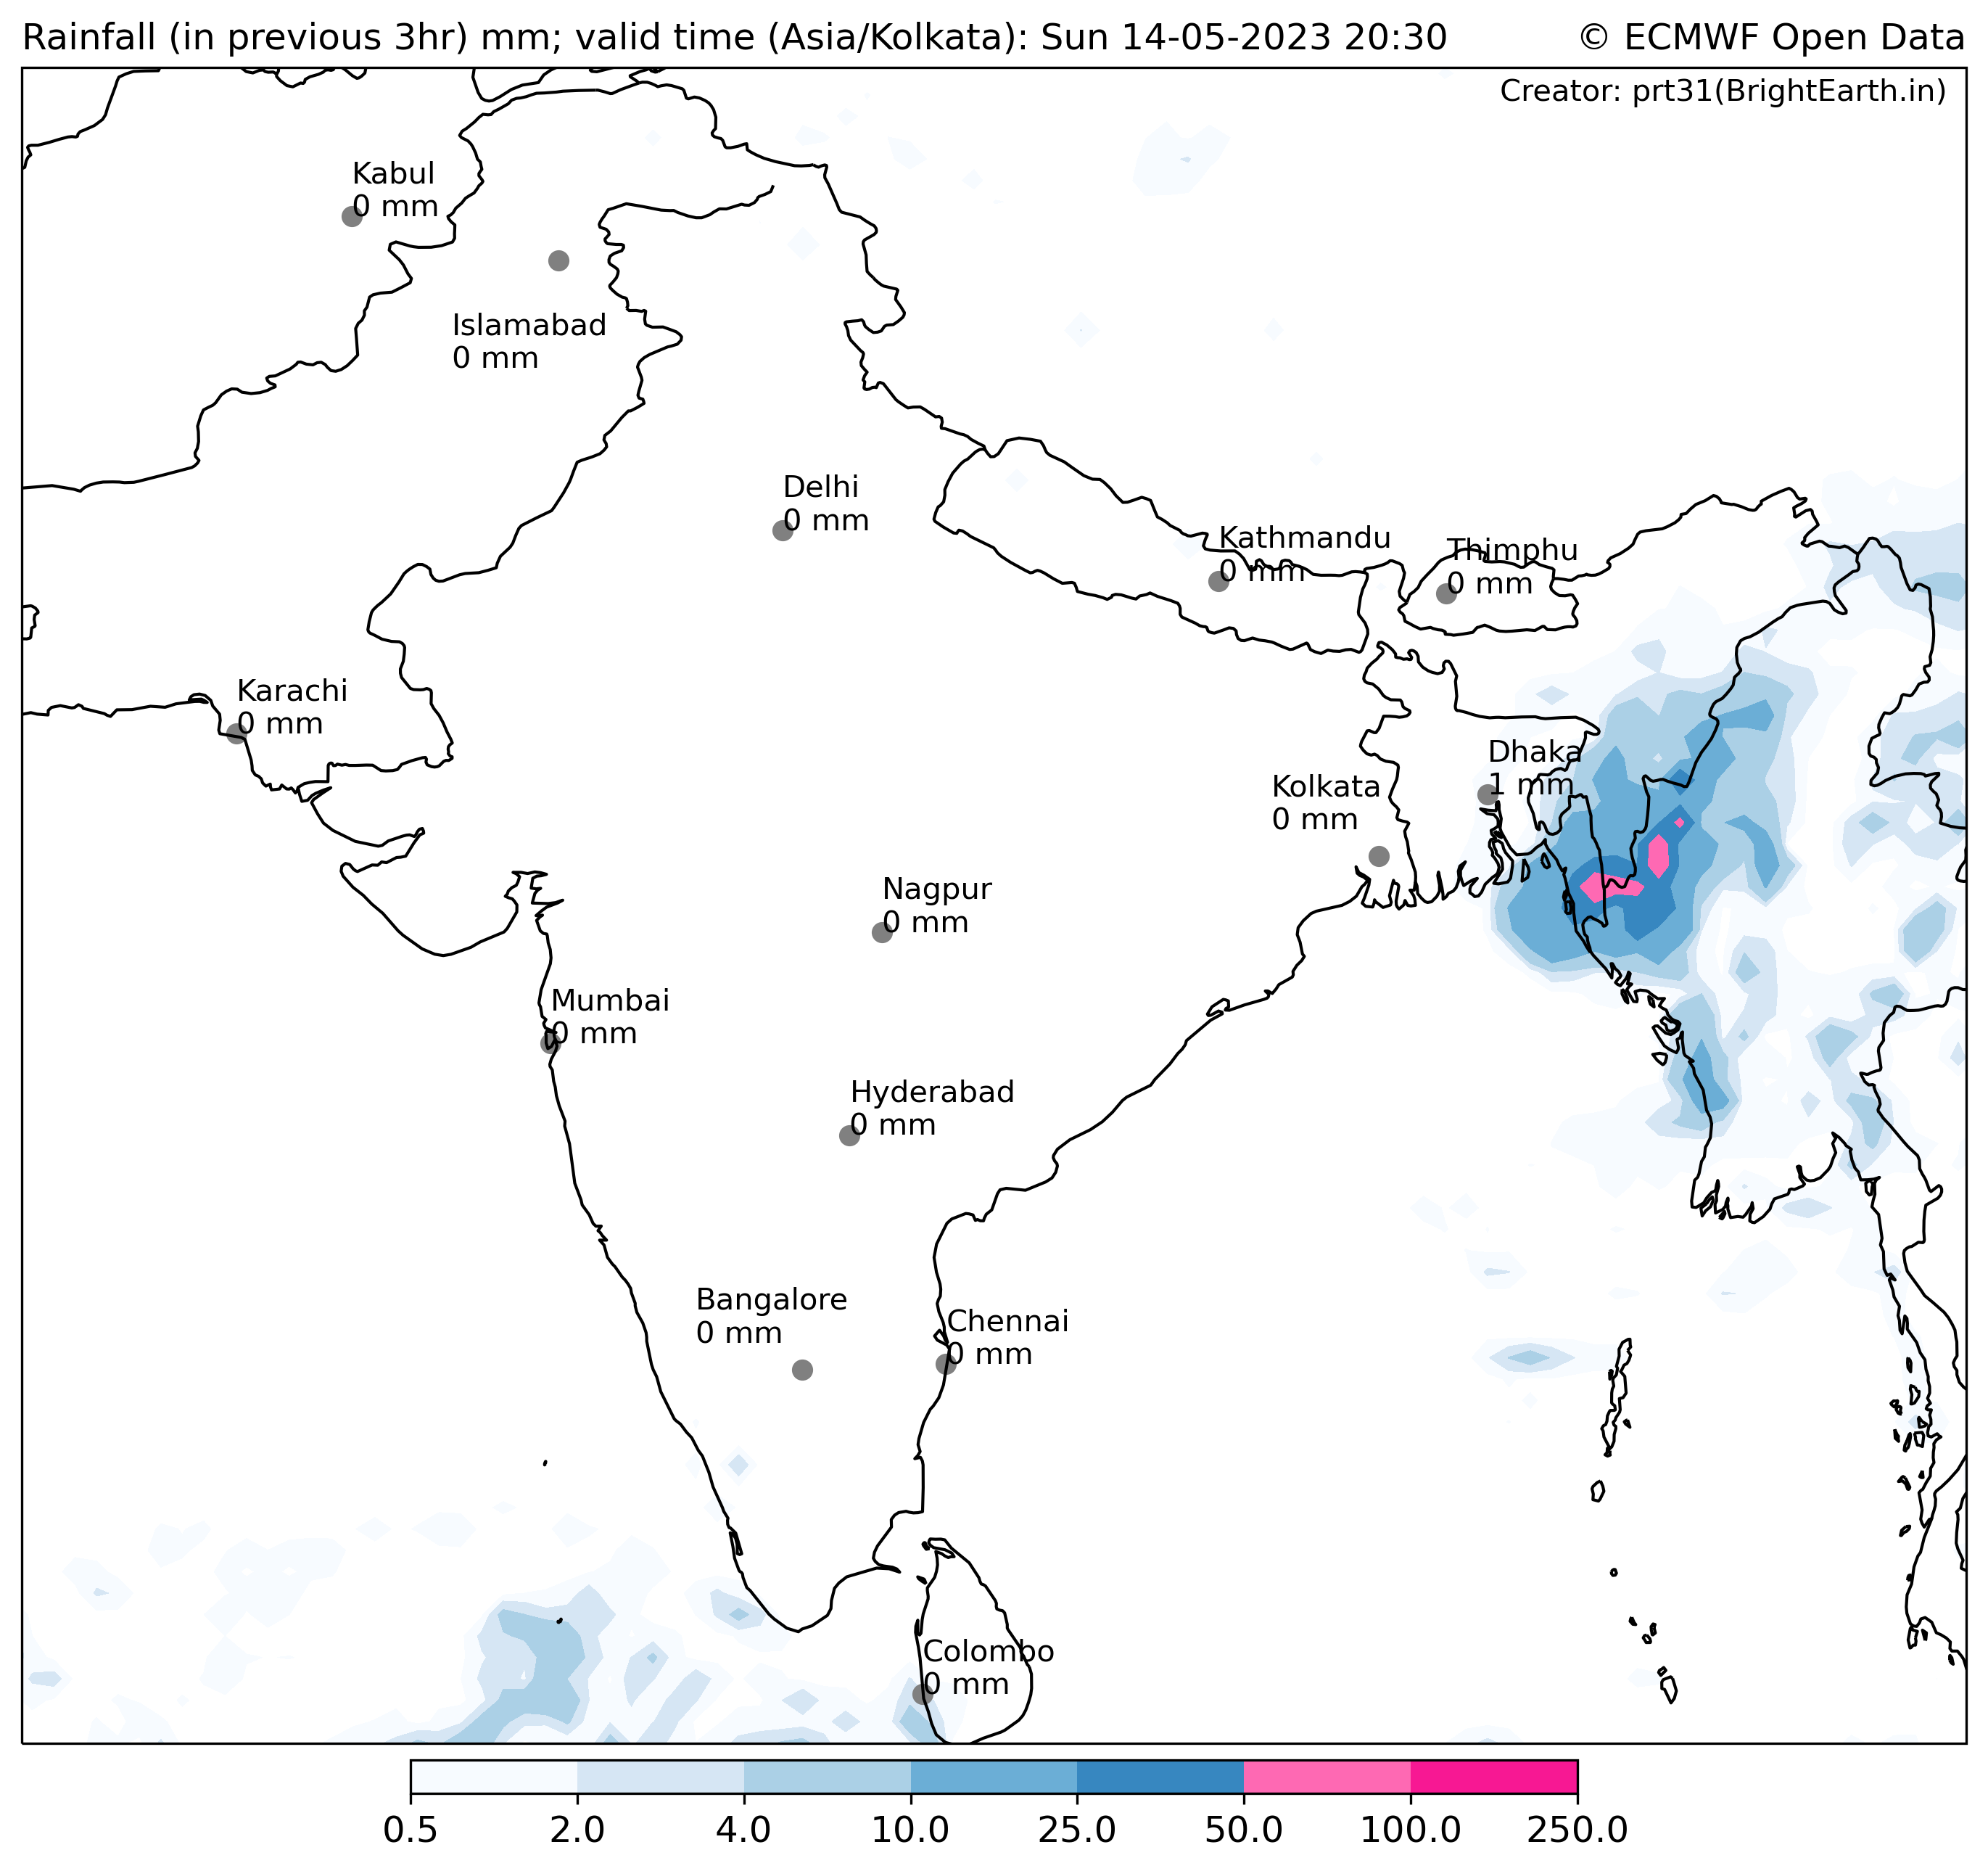 Rainfall (in previous 3hr) mm; valid time (Asia/Kolkata): Sun 14-05-2023 20:30
© ECMWF Open Data
Creator: prt31(BrightEarth.in)
Kabul
0 mm
Islamabad
0 mm
Delhi
0 mm
Kathmandu
0 mm
Thimphu
0 mm
Karachi
0 mm
Dhaka
1 mm
Kolkata
0 mm
Nagpur
0 mm
Mumbai
0 mm
Hyderabad
0 mm
Bangalore
0 mm
Chennai
0 mm
Colombo
0 mm
0.5 2.0 4.0 10.0 25.0 50.0 100.0 250.0